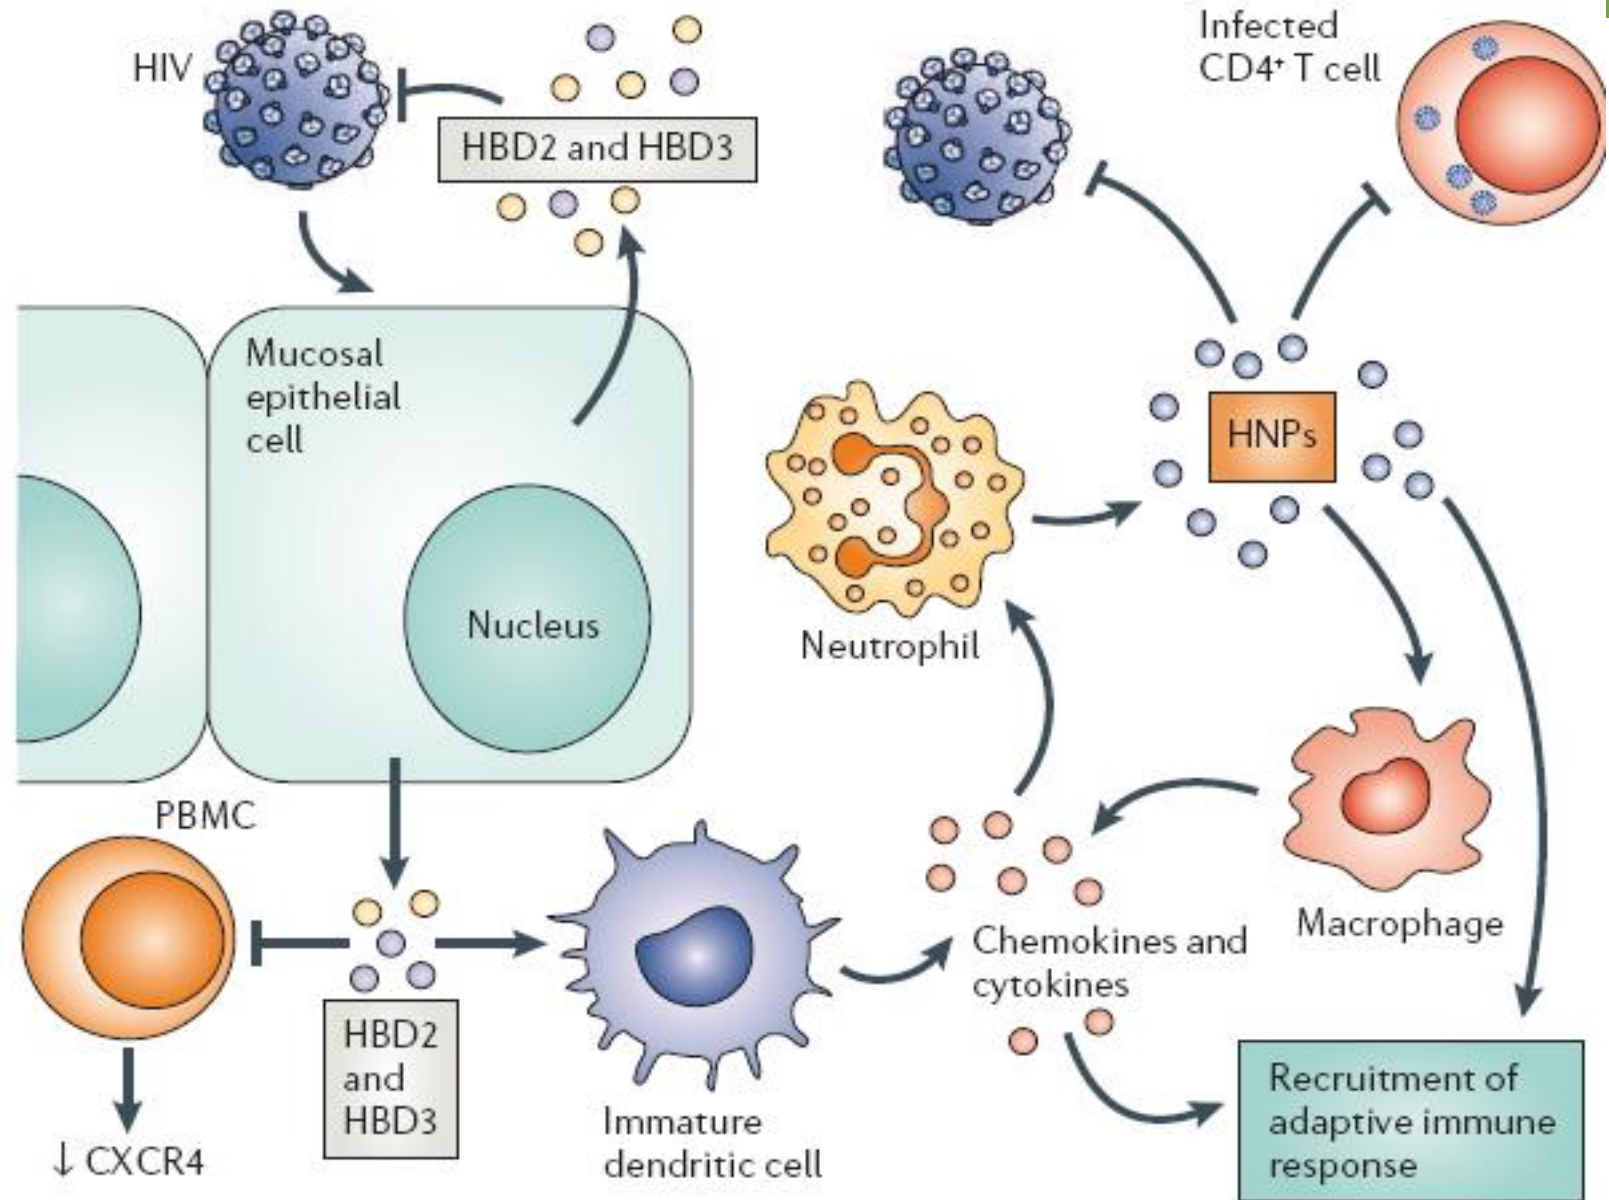 HIV
HBD2 and HBD3
Infected
CD4⁺ T cell
Mucosal
epithelial
cell
Nucleus
HNPs
Neutrophil
PBMC
Macrophage
Chemokines and
cytokines
HBD2
and
HBD3
Immature
dendritic cell
↓ CXCR4
Recruitment of
adaptive immune
response